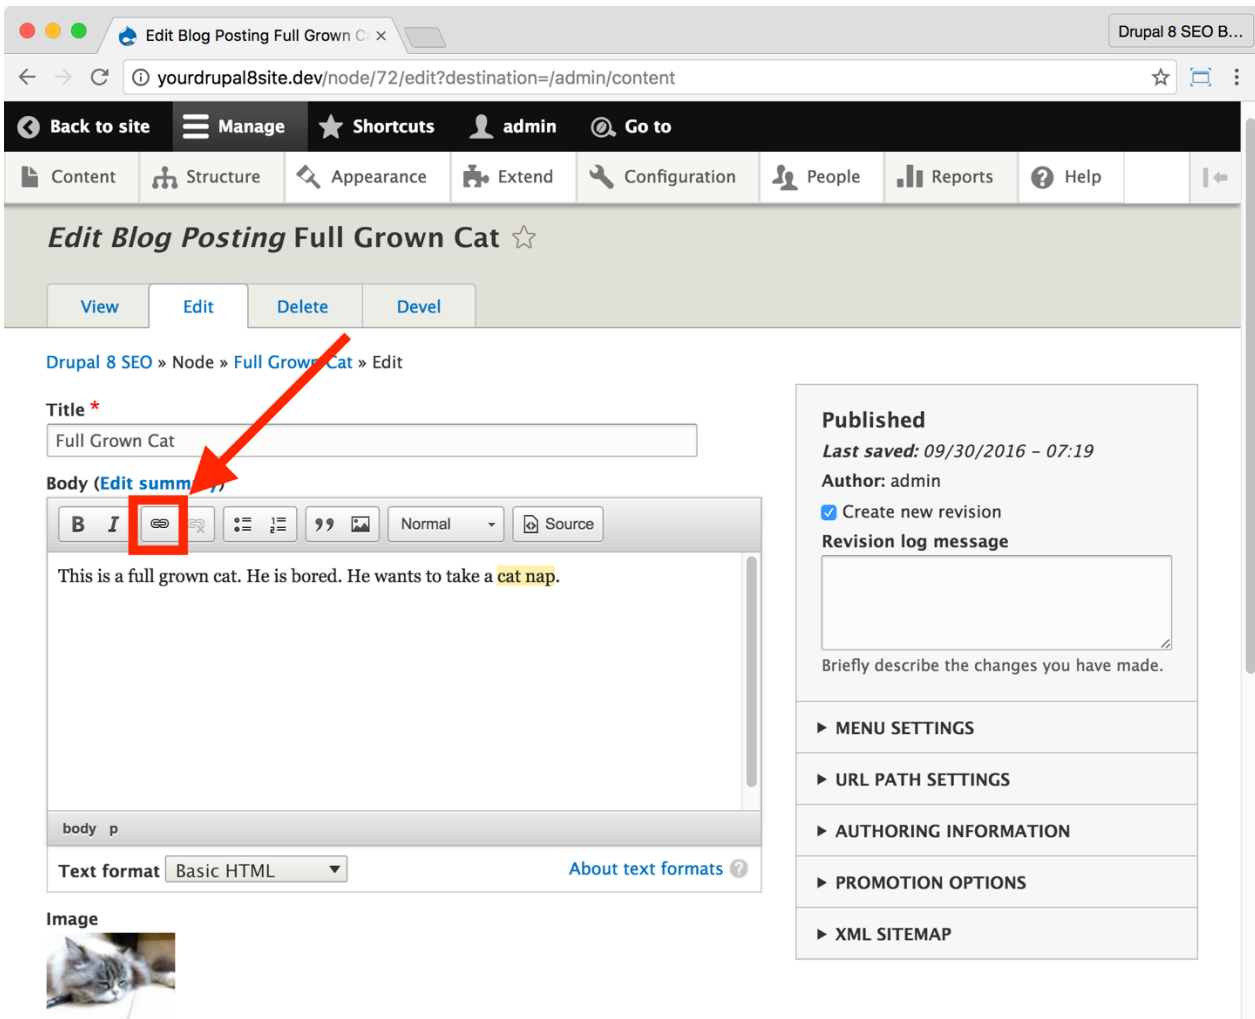 Edit Blog Posting Full Grown C
Drupal 8 SEO B...
yourdrupal8site.dev/node/72/edit?destination=/admin/content
Back to site Manage Shortcuts admin Go to
Content Structure Appearance Extend Configuration People Reports Help
Edit Blog Posting Full Grown Cat
View Edit Delete Devel
Drupal 8 SEO » Node » Full Grown Cat » Edit
Title *
Full Grown Cat
Body (Edit summary)
B I Normal Source
This is a full grown cat. He is bored. He wants to take a cat nap.
body p
Text format Basic HTML About text formats ?
Image
Published
Last saved: 09/30/2016 – 07:19
Author: admin
Create new revision
Revision log message
Briefly describe the changes you have made.
MENU SETTINGS
URL PATH SETTINGS
AUTHORING INFORMATION
PROMOTION OPTIONS
XML SITEMAP